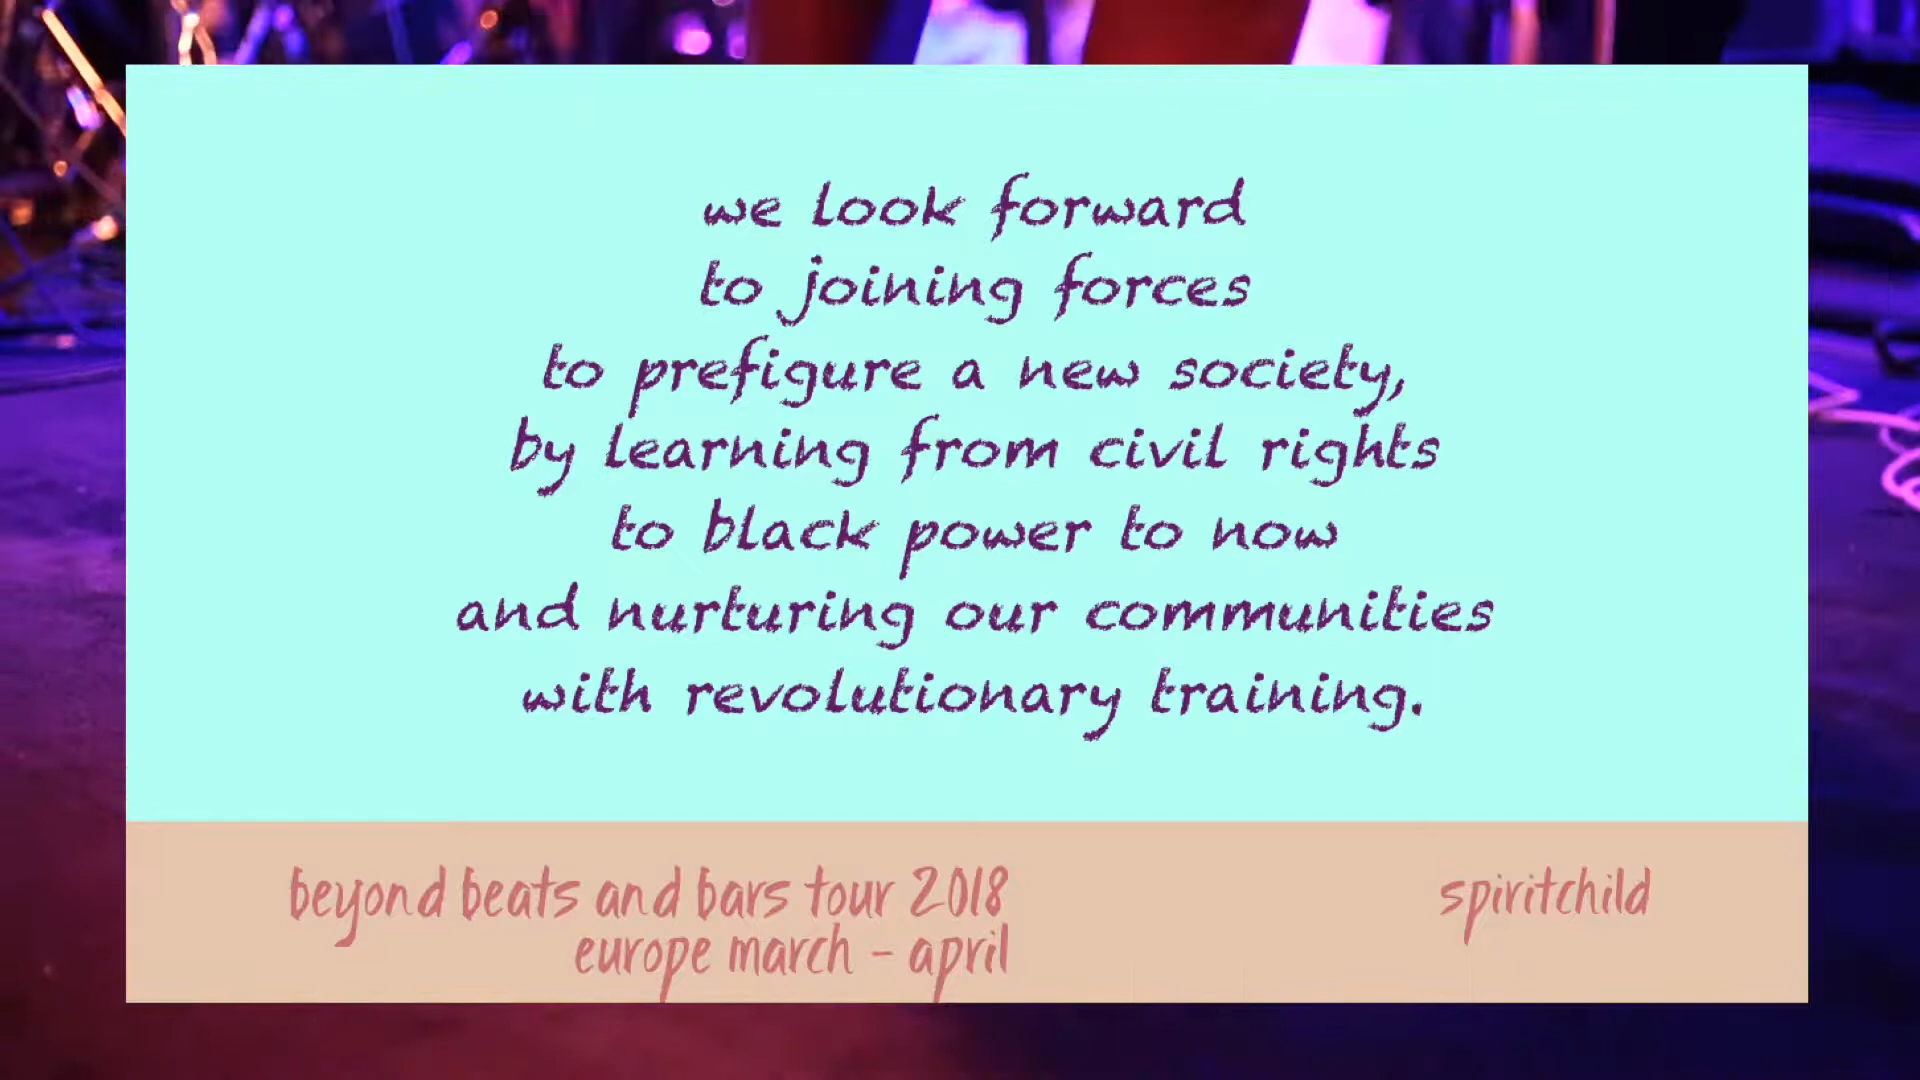 we look forward
to joining forces
to prefigure a new society,
by learning from civil rights
to black power to now
and nurturing our communities
with revolutionary training.
beyond beats and bars tour 2018
europe march - april
spiritchild